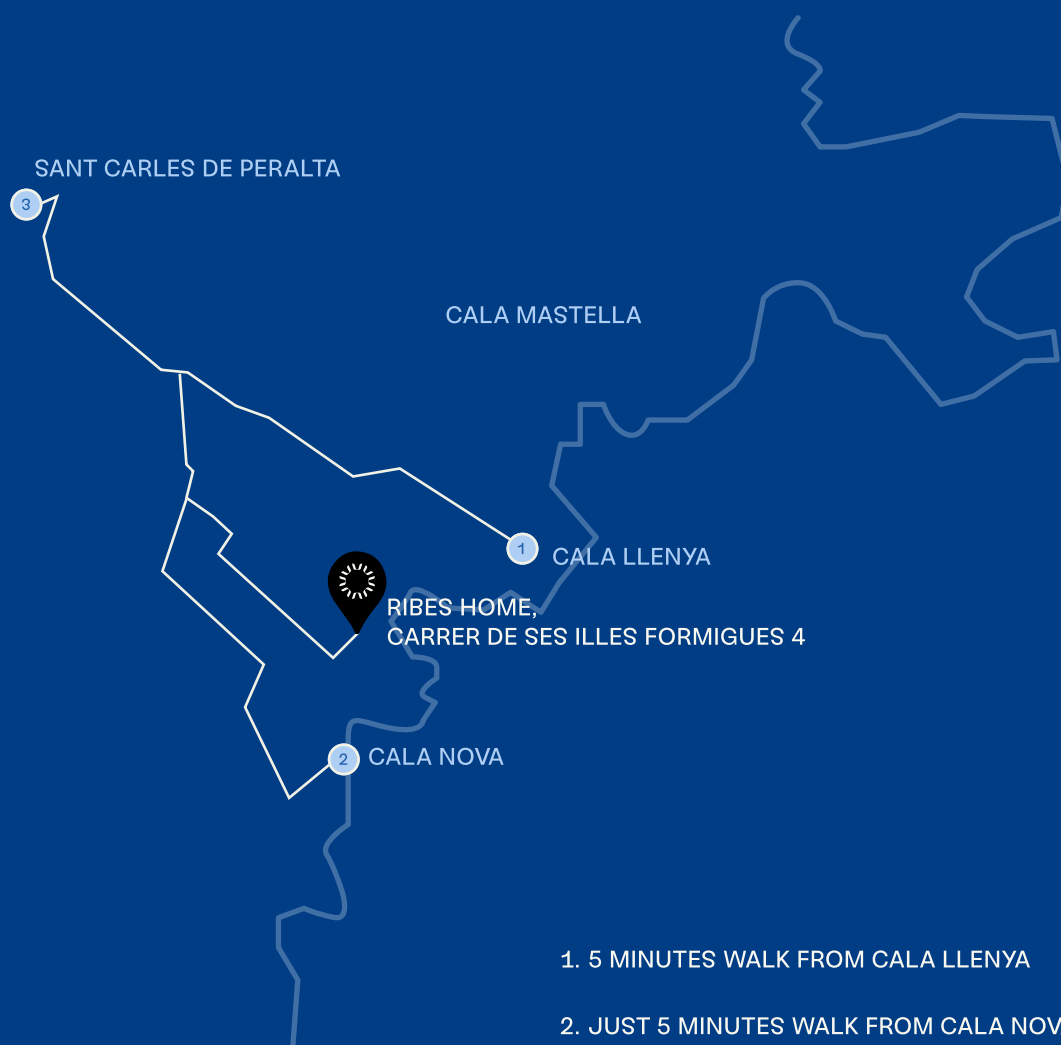 SANT CARLES DE PERALTA
3
CALA MASTELLA
1
CALA LLENYA
RIBES HOME,
CARRER DE SES ILLES FORMIGUES 4
2
CALA NOVA
1. 5 MINUTES WALK FROM CALA LLENYA
2. JUST 5 MINUTES WALK FROM CALA NOV